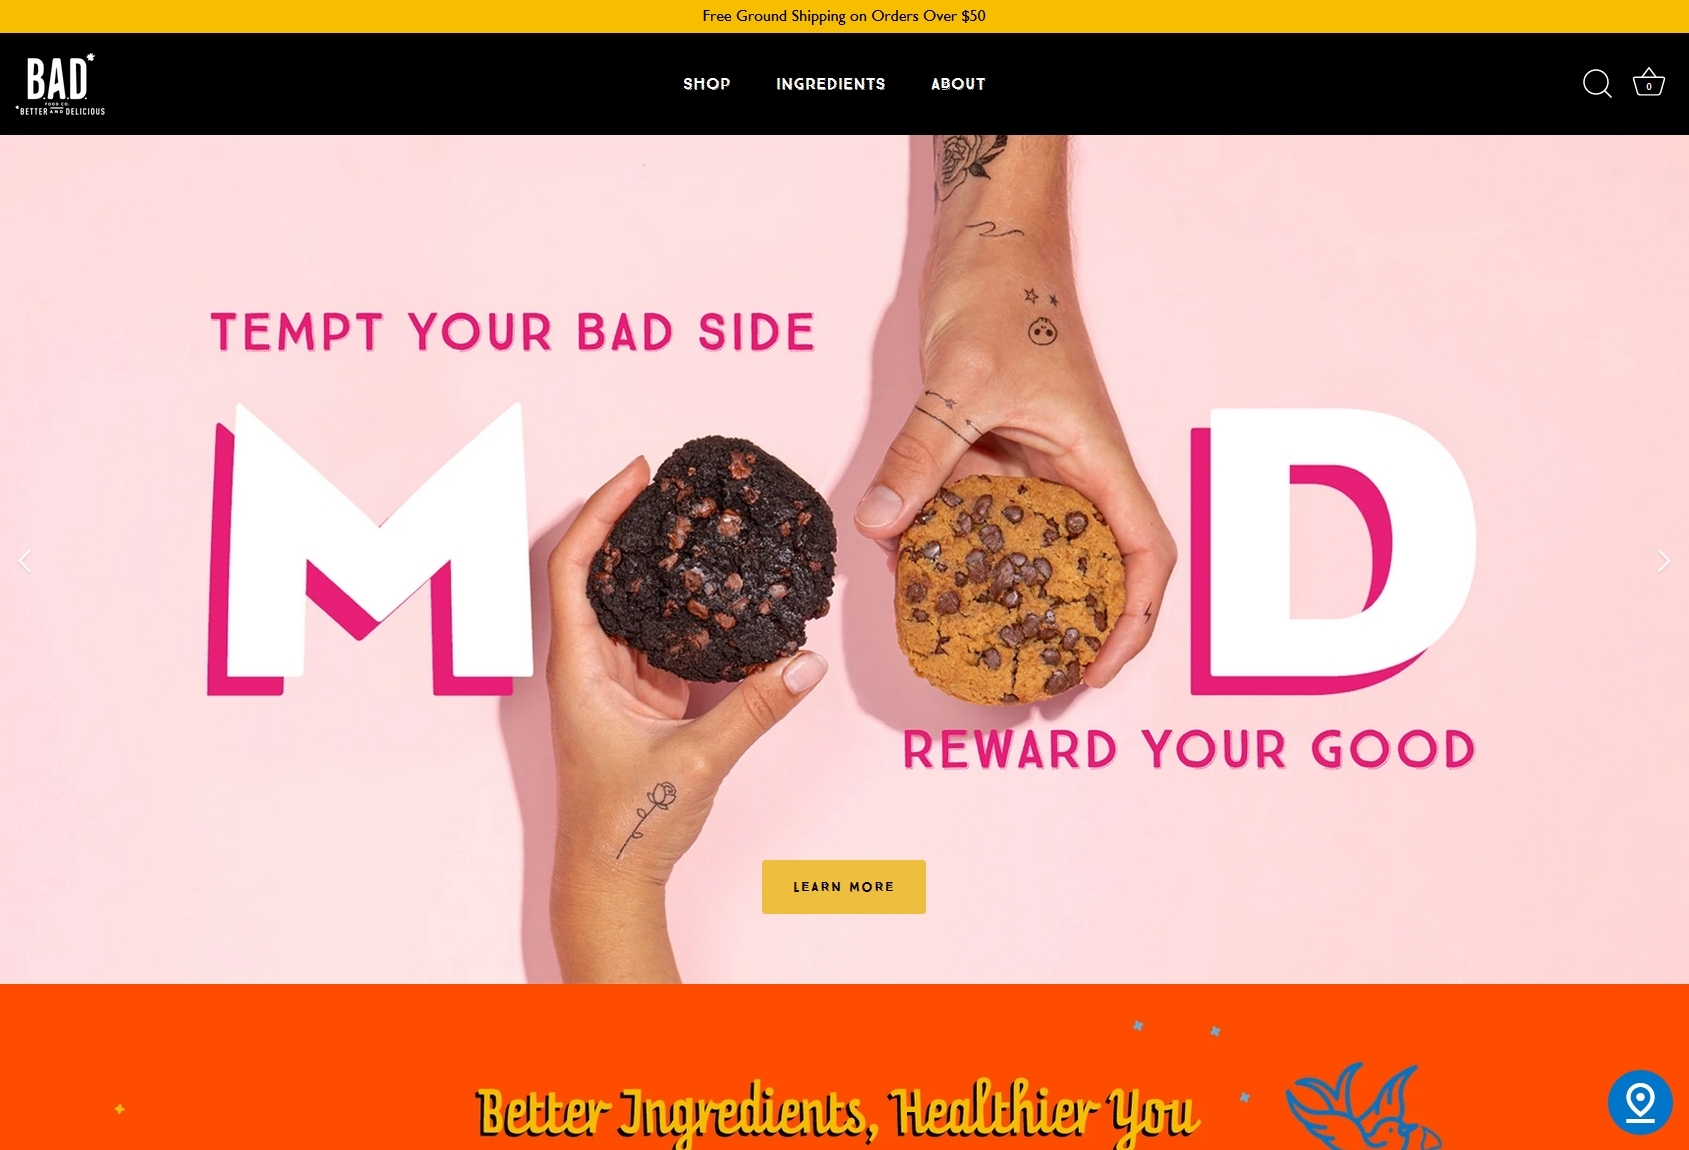 Free Ground Shipping on Orders Over $50
B.A.D.*
FOOD CO.
*BETTER AND DELICIOUS
SHOP INGREDIENTS ABOUT
0
TEMPT YOUR BAD SIDE
M D
REWARD YOUR GOOD
LEARN MORE
Better Ingredients, Healthier You